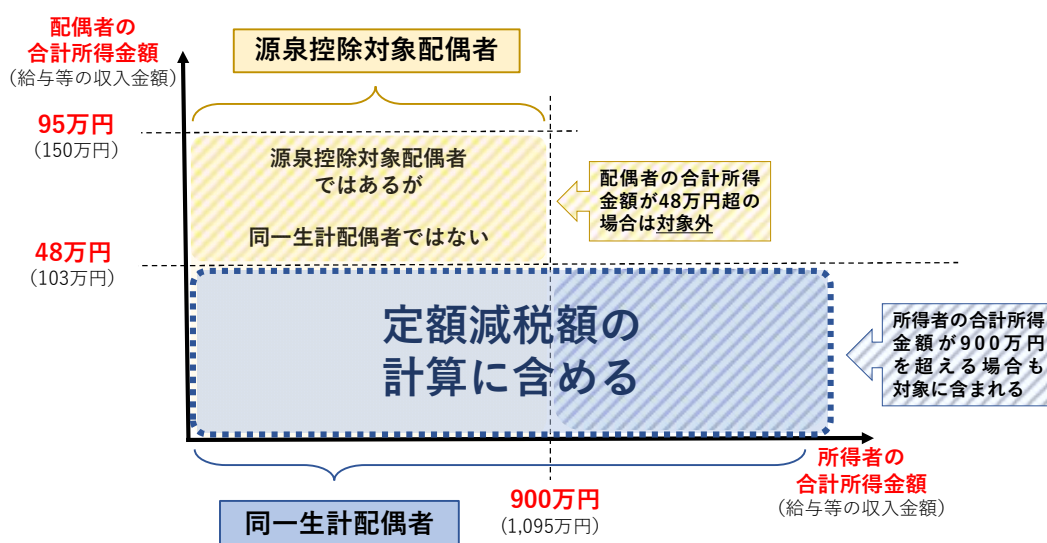 配偶者の
合計所得金額
(給与等の収入金額)
源泉控除対象配偶者
95万円
(150万円)
源泉控除対象配偶者
ではあるが
同一生計配偶者ではない
配偶者の合計所得
金額が48万円超の
場合は対象外
48万円
(103万円)
定額減税額の
計算に含める
所得者の合計所得
金額が900万円
を超える場合も
対象に含まれる
所得者の
合計所得金額
(給与等の収入金額)
900万円
(1,095万円)
同一生計配偶者